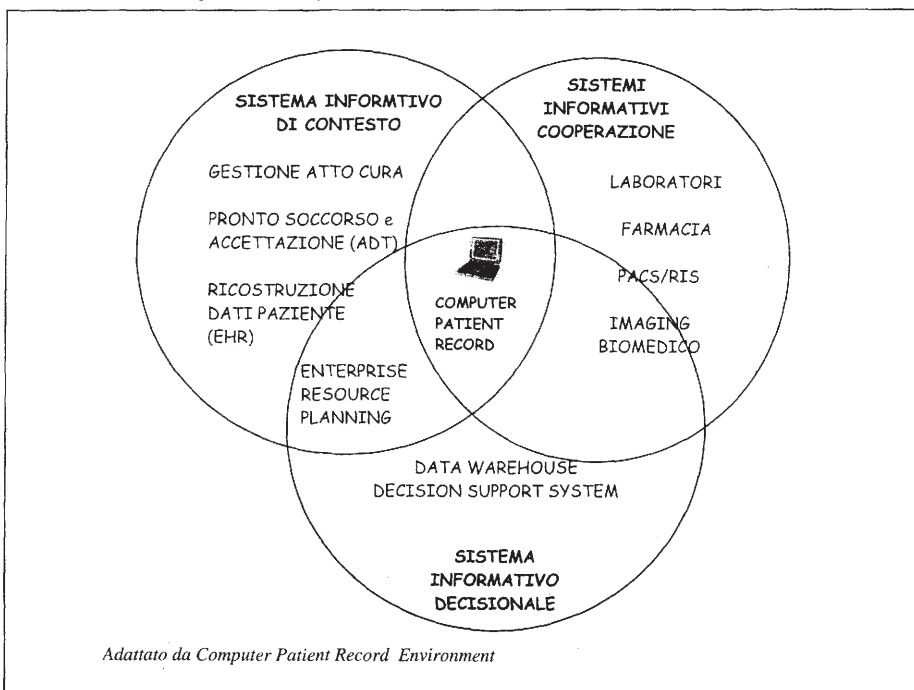 SISTEMA INFORMTIVO
DI CONTESTO
GESTIONE ATTO CURA
PRONTO SOCCORSO e
ACCETTAZIONE (ADT)
RICOSTRUZIONE
DATI PAZIENTE
(EHR)
SISTEMI
INFORMATIVI
COOPERAZIONE
LABORATORI
FARMACIA
PACS/RIS
IMAGING
BIOMEDICO
COMPUTER
PATIENT
RECORD
ENTERPRISE
RESOURCE
PLANNING
DATA WAREHOUSE
DECISION SUPPORT SYSTEM
SISTEMA
INFORMATIVO
DECISIONALE
Adattato da Computer Patient Record Environment